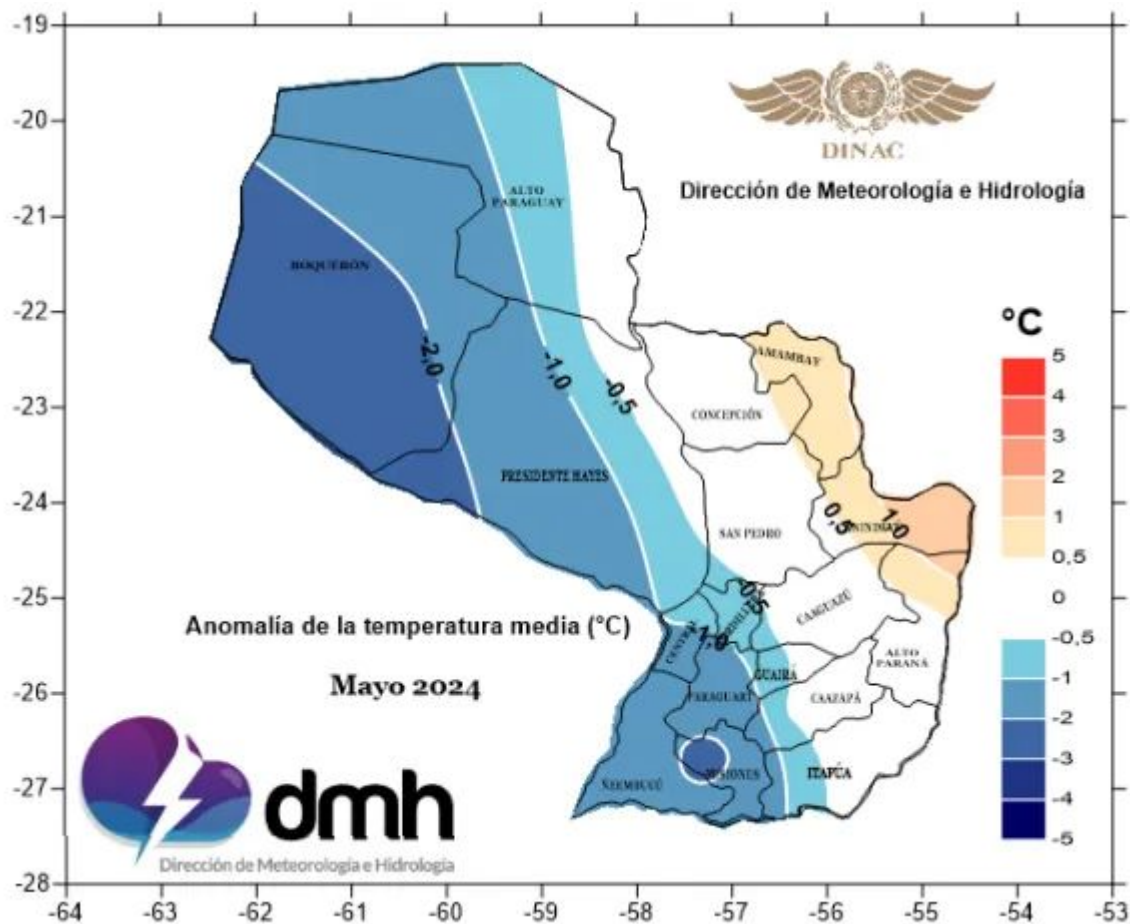 -19
-20
-21
-22
-23
-24
-25
-26
-27
-28
-64
-63
-62
-61
-60
-59
-58
-57
-56
-55
-54
-53
DINAC
Dirección de Meteorología e Hidrología
ALTO
PARAGUAY
BOQUERÓN
AMAMBAY
CONCEPCIÓN
PRESIDENTE HAYES
SAN PEDRO
CAAGUAZÚ
CENTRAL
ALTO
PARANÁ
GUAIRÁ
CAAZAPÁ
PARAGUARI
MISIONES
ÑEEMBUCÚ
ITAPÚA
-2,0
-1,0
-0,5
0,5
1,0
-0,5
-1,0
°C
5
4
3
2
1
0,5
0
-0,5
-1
-2
-3
-4
-5
Anomalía de la temperatura media (°C)
Mayo 2024
dmh
Dirección de Meteorología e Hidrología